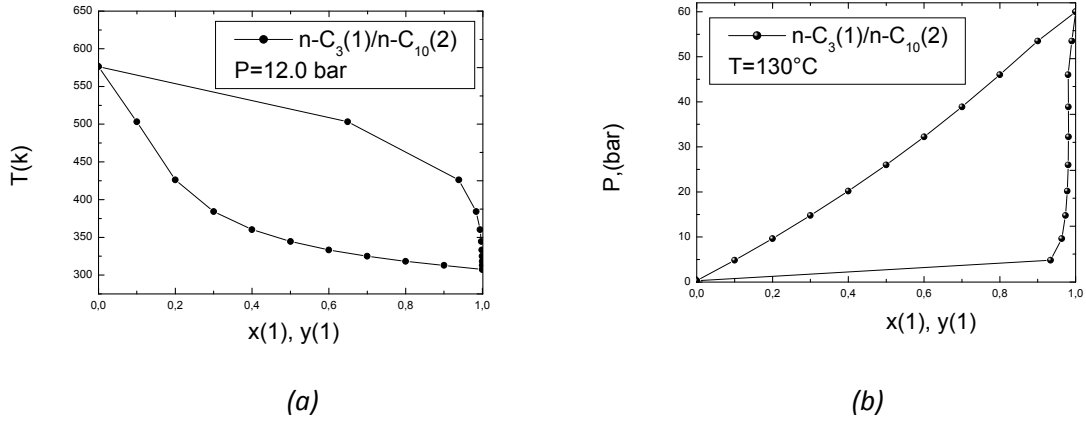 650
600
550
500
450
400
350
300
0,0
0,2
0,4
0,6
0,8
1,0
T(k)
x(1), y(1)
n-C3(1)/n-C10(2)
P=12.0 bar
(a)
60
50
40
30
20
10
0
0,0
0,2
0,4
0,6
0,8
1,0
P,(bar)
x(1), y(1)
n-C3(1)/n-C10(2)
T=130°C
(b)